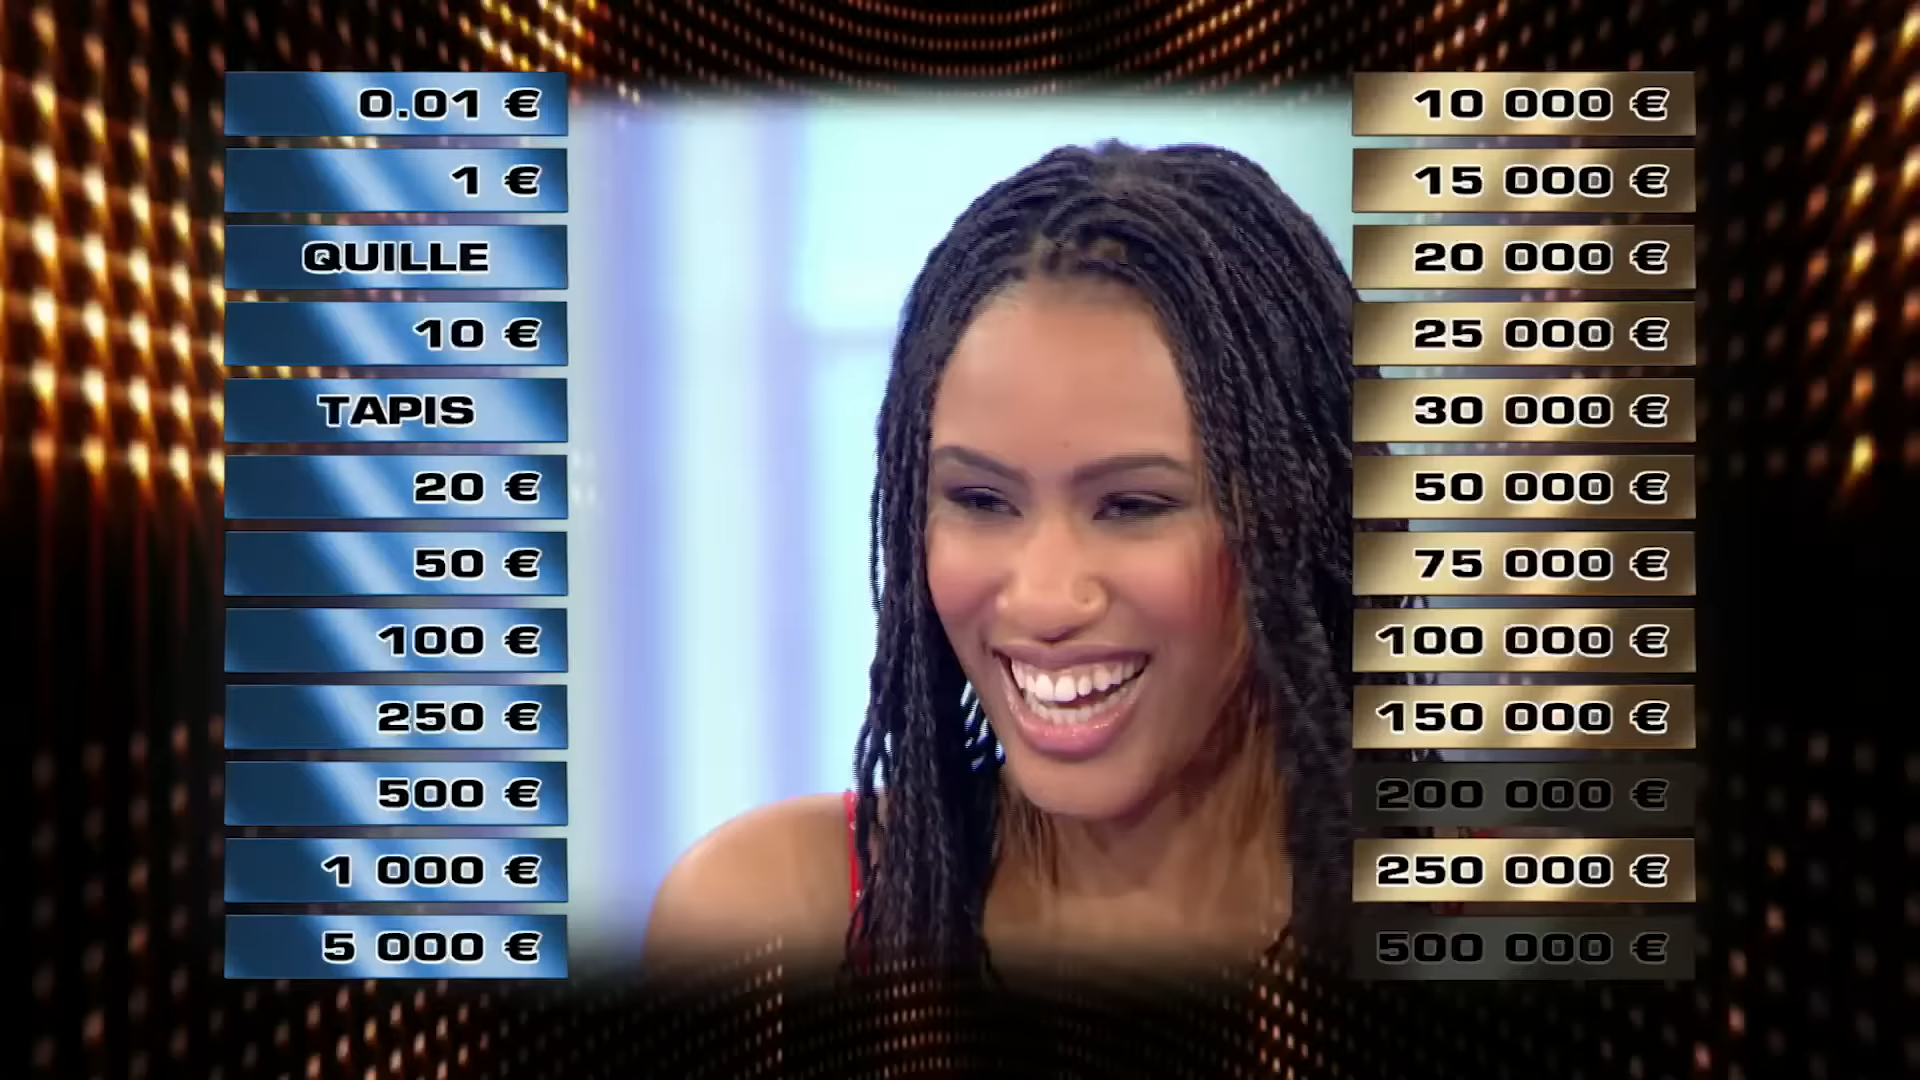 0.01 €
1 €
QUILLE
10 €
TAPIS
20 €
50 €
100 €
250 €
500 €
1 000 €
5 000 €
10 000 €
15 000 €
20 000 €
25 000 €
30 000 €
50 000 €
75 000 €
100 000 €
150 000 €
200 000 €
250 000 €
500 000 €